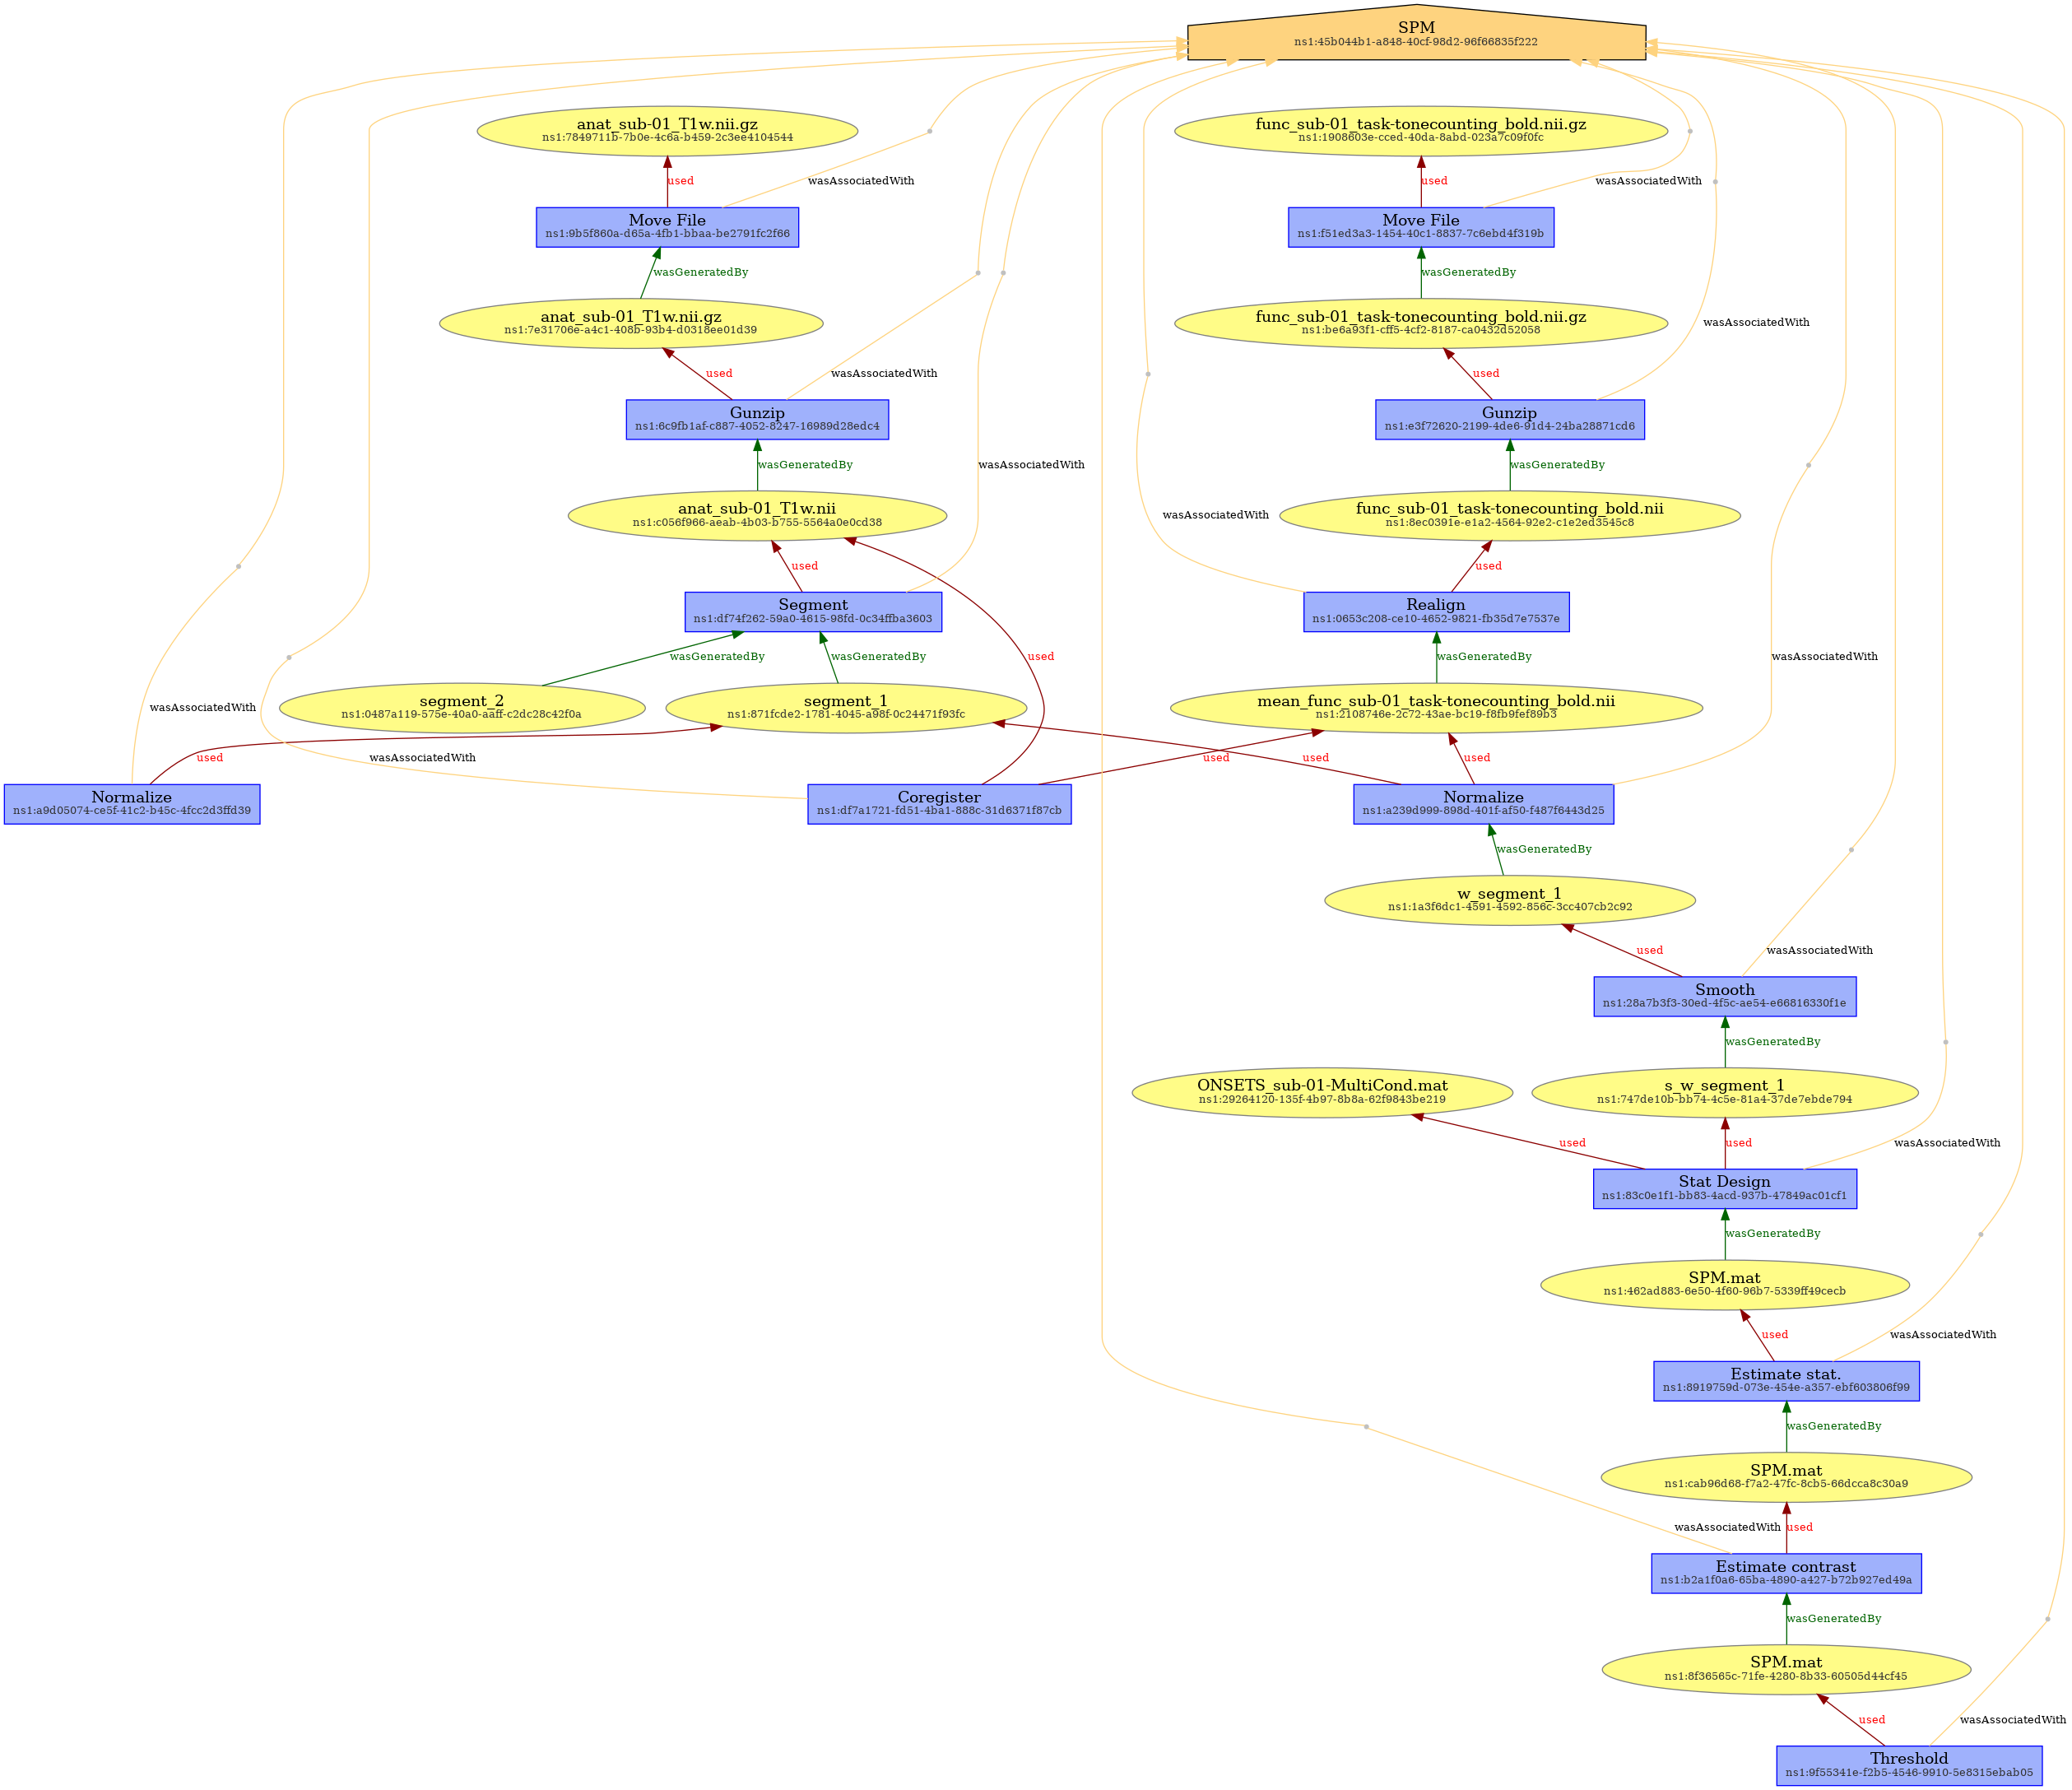 SPM
ns1:45b044b1-a848-40cf-98d2-96f66835f222
anat_sub-01_T1w.nii.gz
ns1:7849711b-7b0e-4c6a-b459-2c3ee4104544
func_sub-01_task-tonecounting_bold.nii.gz
ns1:1908603e-cced-40da-8abd-023a7c09f0fc
used
wasAssociatedWith
used
wasAssociatedWith
Move File
ns1:9b5f860a-d65a-4fb1-bbaa-be2791fc2f66
Move File
ns1:f51ed3a3-1454-40c1-8837-7c6ebd4f319b
wasGeneratedBy
wasGeneratedBy
anat_sub-01_T1w.nii.gz
ns1:7e31706e-a4c1-408b-93b4-d0318ee01d39
func_sub-01_task-tonecounting_bold.nii.gz
ns1:be6a93f1-cff5-4cf2-8187-ca0432d52058
wasAssociatedWith
used
wasAssociatedWith
used
Gunzip
ns1:6c9fb1af-c887-4052-8247-16989d28edc4
Gunzip
ns1:e3f72620-2199-4de6-91d4-24ba28871cd6
wasGeneratedBy
wasAssociatedWith
wasGeneratedBy
anat_sub-01_T1w.nii
ns1:c056f966-aeab-4b03-b755-5564a0e0cd38
wasAssociatedWith
func_sub-01_task-tonecounting_bold.nii
ns1:8ec0391e-e1a2-4564-92e2-c1e2ed3545c8
used
used
Segment
ns1:df74f262-59a0-4615-98fd-0c34ffba3603
Realign
ns1:0653c208-ce10-4652-9821-fb35d7e7537e
wasGeneratedBy
wasGeneratedBy
used
wasGeneratedBy
wasAssociatedWith
wasAssociatedWith
segment_2
ns1:0487a119-575e-40a0-aaff-c2dc28c42f0a
segment_1
ns1:871fcde2-1781-4045-a98f-0c24471f93fc
mean_func_sub-01_task-tonecounting_bold.nii
ns1:2108746e-2c72-43ae-bc19-f8fb9fef89b3
used
wasAssociatedWith
used
used
used
Normalize
ns1:a9d05074-ce5f-41c2-b45c-4fcc2d3ffd39
Coregister
ns1:df7a1721-fd51-4ba1-888c-31d6371f87cb
Normalize
ns1:a239d999-898d-401f-af50-f487f6443d25
wasGeneratedBy
w_segment_1
ns1:1a3f6dc1-4591-4592-856c-3cc407cb2c92
used
wasAssociatedWith
Smooth
ns1:28a7b3f3-30ed-4f5c-ae54-e66816330f1e
wasGeneratedBy
ONSETS_sub-01-MultiCond.mat
ns1:29264120-135f-4b97-8b8a-62f9843be219
s_w_segment_1
ns1:747de10b-bb74-4c5e-81a4-37de7ebde794
used
used
wasAssociatedWith
Stat Design
ns1:83c0e1f1-bb83-4acd-937b-47849ac01cf1
wasGeneratedBy
SPM.mat
ns1:462ad883-6e50-4f60-96b7-5339ff49cecb
used
wasAssociatedWith
Estimate stat.
ns1:8919759d-073e-454e-a357-ebf603806f99
wasGeneratedBy
SPM.mat
ns1:cab96d68-f7a2-47fc-8cb5-66dcca8c30a9
wasAssociatedWith
used
Estimate contrast
ns1:b2a1f0a6-65ba-4890-a427-b72b927ed49a
wasGeneratedBy
SPM.mat
ns1:8f36565c-71fe-4280-8b33-60505d44cf45
used
wasAssociatedWith
Threshold
ns1:9f55341e-f2b5-4546-9910-5e8315ebab05